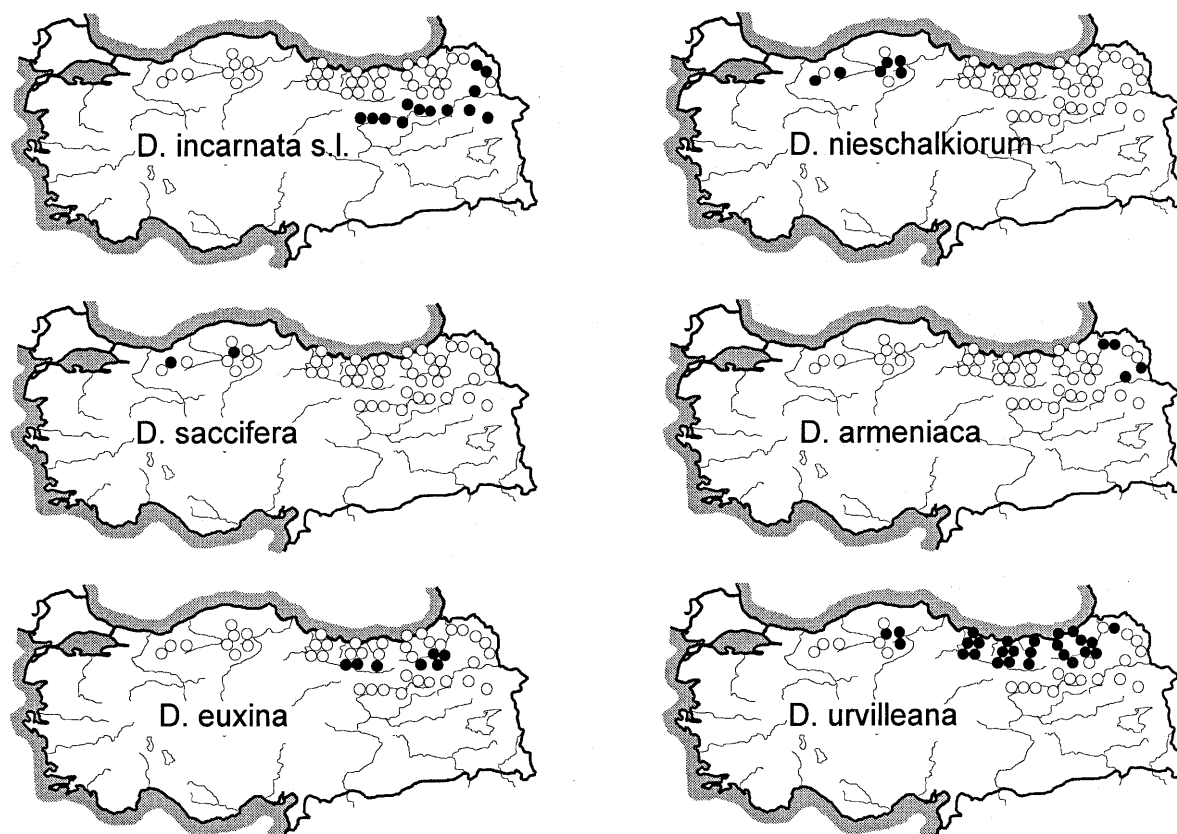 D. incarnata s.l.
D. nieschalkiorum
D. saccifera
D. armeniaca
D. euxina
D. urvilleana